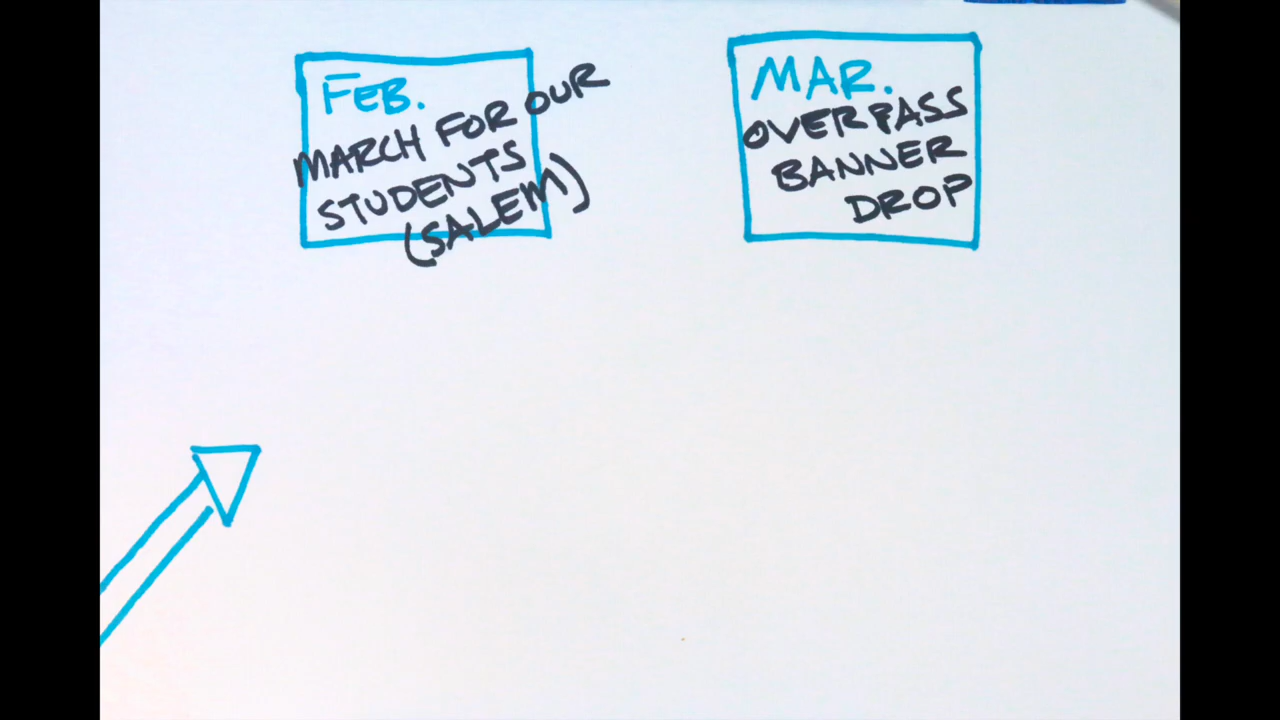 FEB.
MARCH FOR OUR
STUDENTS
(SALEM)
MAR.
OVERPASS
BANNER
DROP